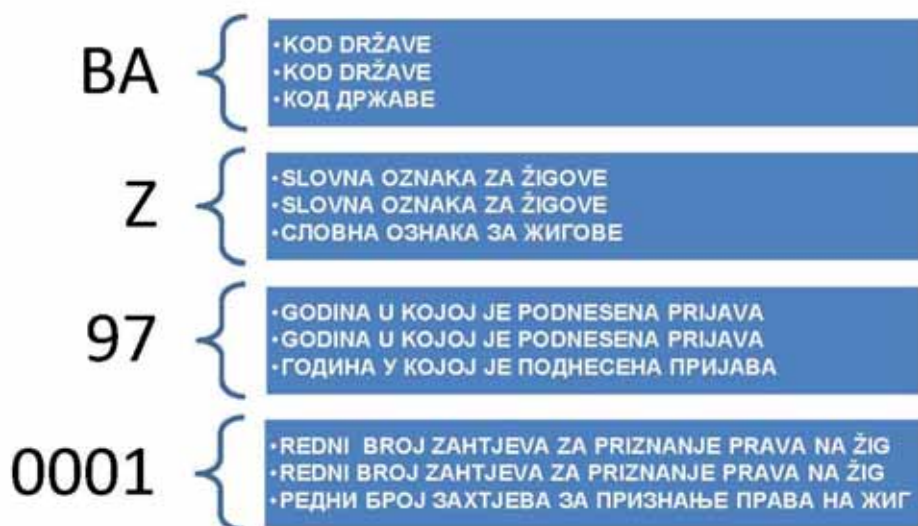 BA
•KOD DRŽAVE
•KOD DRŽAVE
•КОД ДРЖАВЕ
Z
•SLOVNA OZNAKA ZA ŽIGOVE
•SLOVNA OZNAKA ZA ŽIGOVE
•СЛОВНА ОЗНАКА ЗА ЖИГОВЕ
97
•GODINA U KOJOJ JE PODNESENA PRIJAVA
•GODINA U KOJOJ JE PODNESENA PRIJAVA
•ГОДИНА У КОЈОЈ ЈЕ ПОДНЕСЕНА ПРИЈАВА
0001
•REDNI BROJ ZAHTJEVA ZA PRIZNANJE PRAVA NA ŽIG
•REDNI BROJ ZAHTJEVA ZA PRIZNANJE PRAVA NA ŽIG
•РЕДНИ БРОЈ ЗАХТЈЕВА ЗА ПРИЗНАЊЕ ПРАВА НА ЖИГ